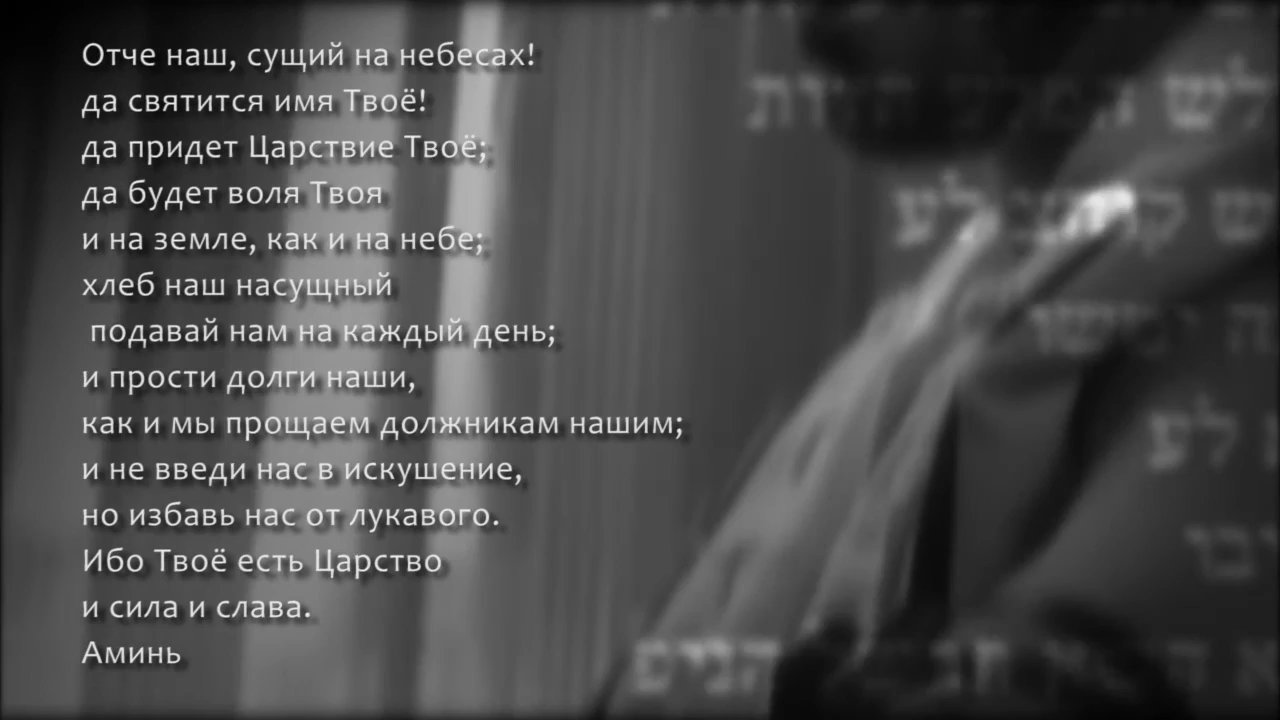 Отче наш, сущий на небесах!
да святится имя Твоё!
да придет Царствие Твоё;
да будет воля Твоя
и на земле, как и на небе;
хлеб наш насущный
подавай нам на каждый день;
и прости долги наши,
как и мы прощаем должникам нашим;
и не введи нас в искушение,
но избавь нас от лукавого.
Ибо Твоё есть Царство
и сила и слава.
Аминь